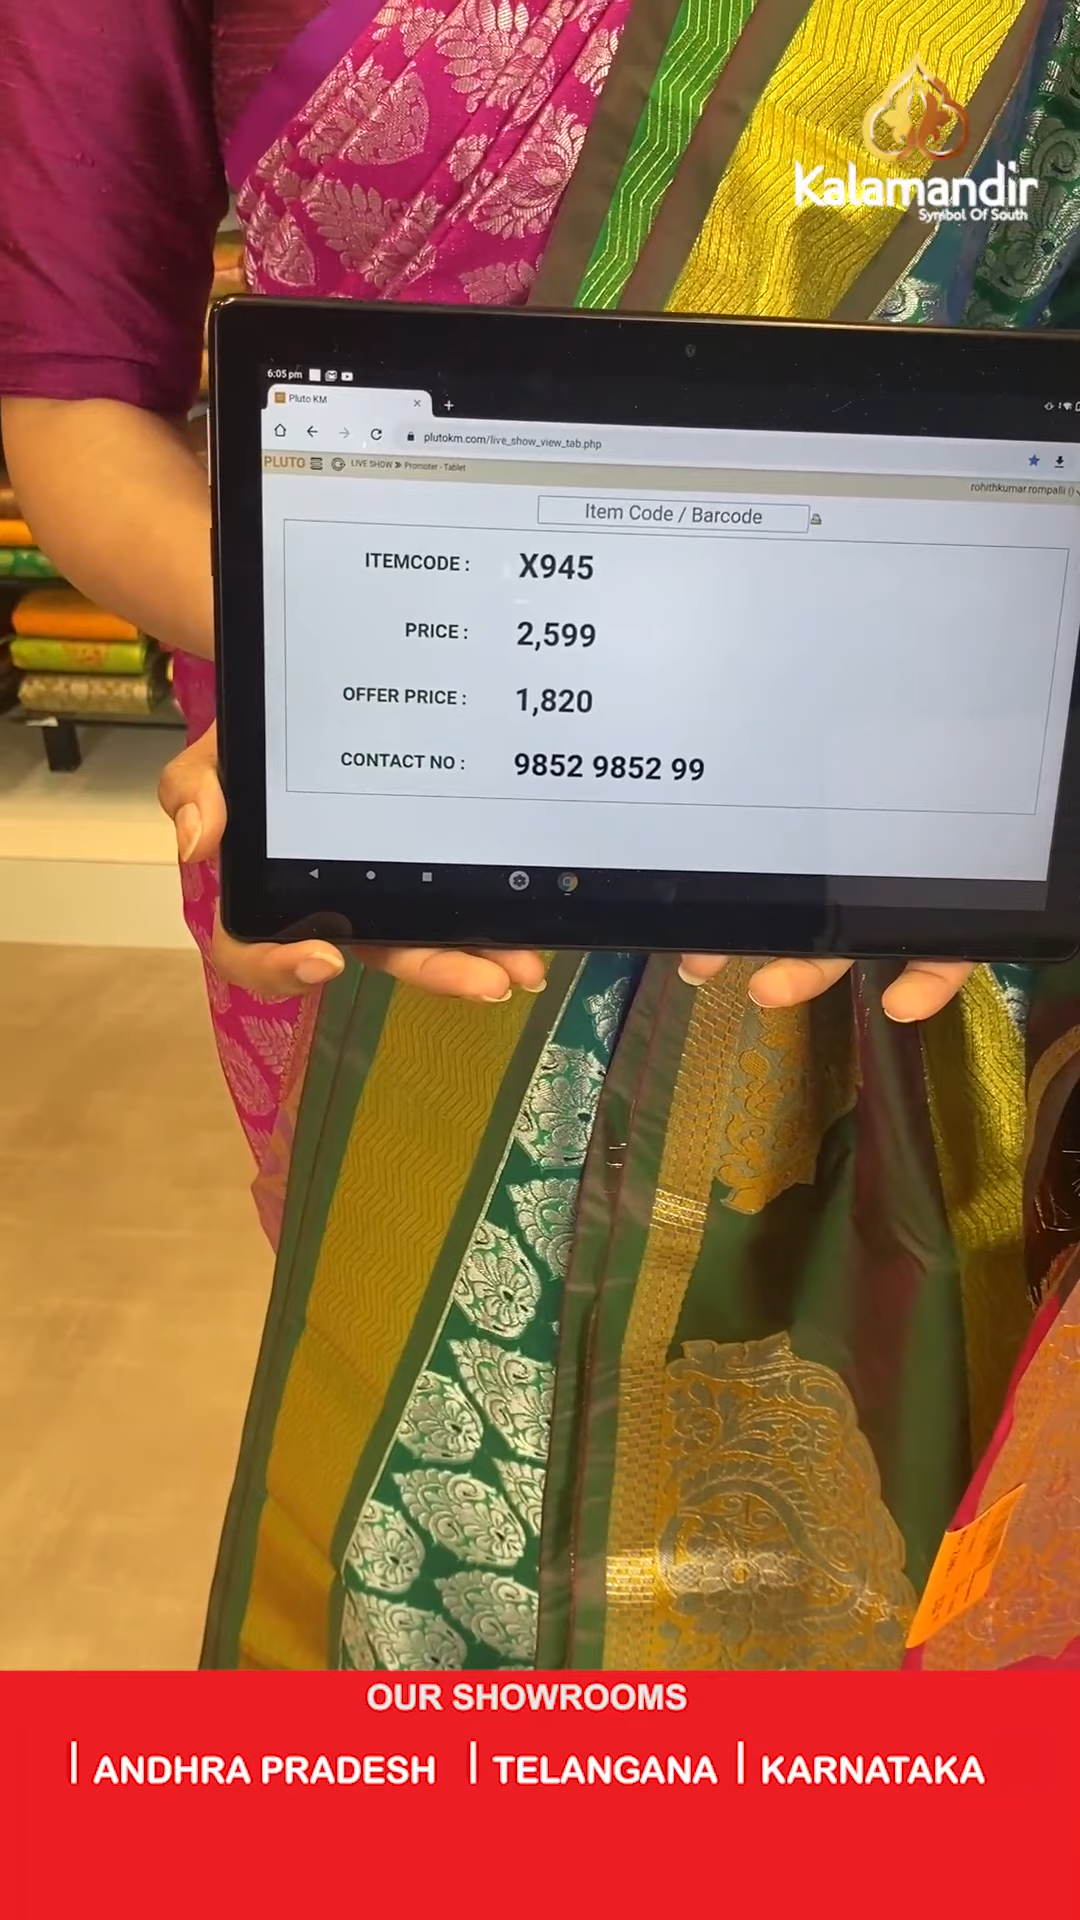 Kalamandir
Symbol Of South
6:05 pm
Pluto KM
plutokm.com/live_show_view_tab.php
PLUTO
LIVE SHOW
Promoter - Tablet
rohithkumar.rompalli ()
Item Code / Barcode
ITEMCODE : X945
PRICE : 2,599
OFFER PRICE : 1,820
CONTACT NO : 9852 9852 99
OUR SHOWROOMS
| ANDHRA PRADESH | TELANGANA | KARNATAKA